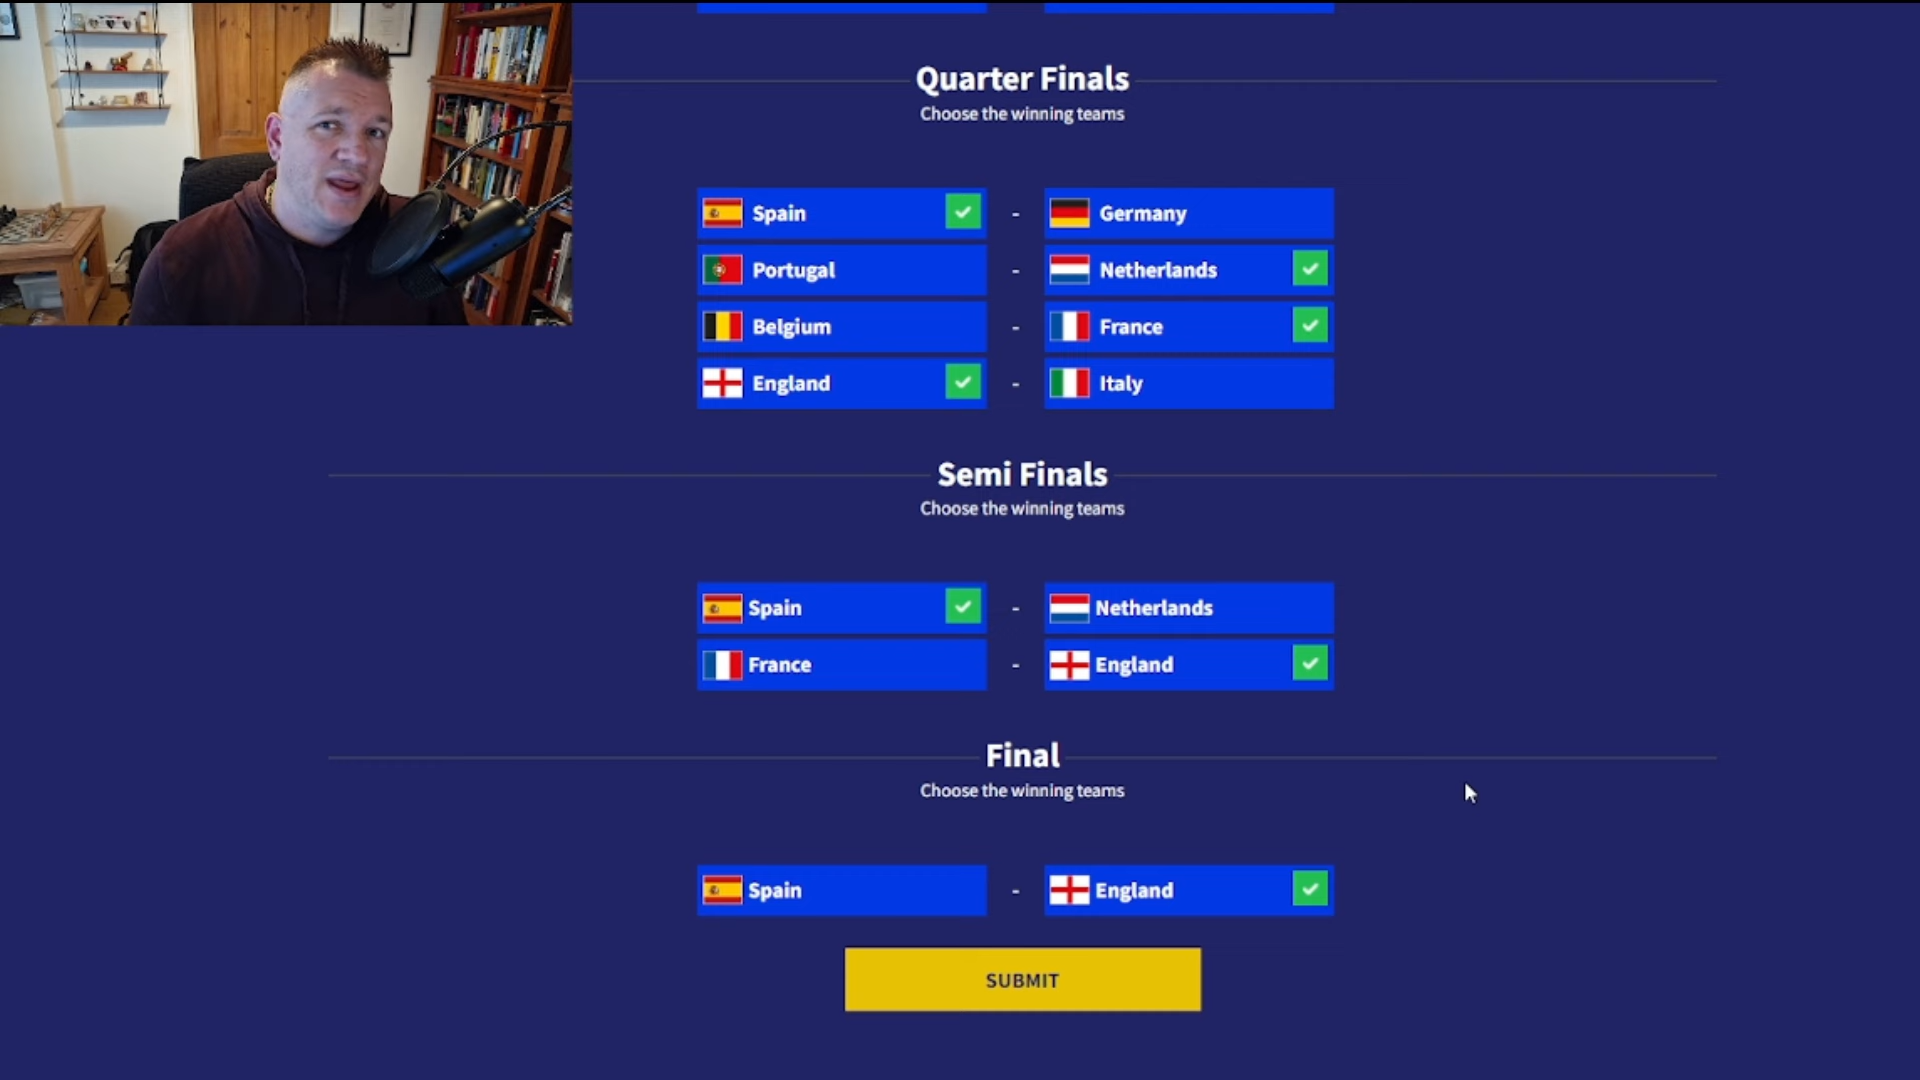 Quarter Finals
Choose the winning teams
Spain - Germany
Portugal - Netherlands
Belgium - France
England - Italy
Semi Finals
Choose the winning teams
Spain - Netherlands
France - England
Final
Choose the winning teams
Spain - England
SUBMIT